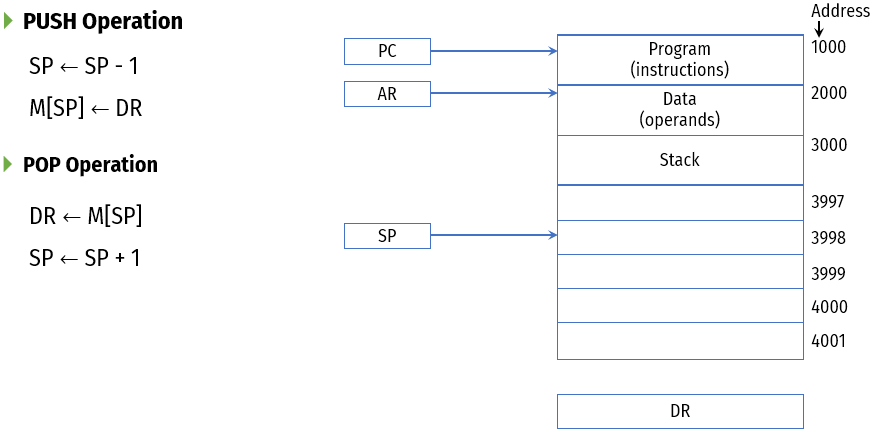 PUSH Operation
SP ← SP - 1
M[SP] ← DR
POP Operation
DR ← M[SP]
SP ← SP + 1
Address
PC
Program
(instructions)
1000
AR
Data
(operands)
2000
Stack
3000
3997
SP
3998
3999
4000
4001
DR